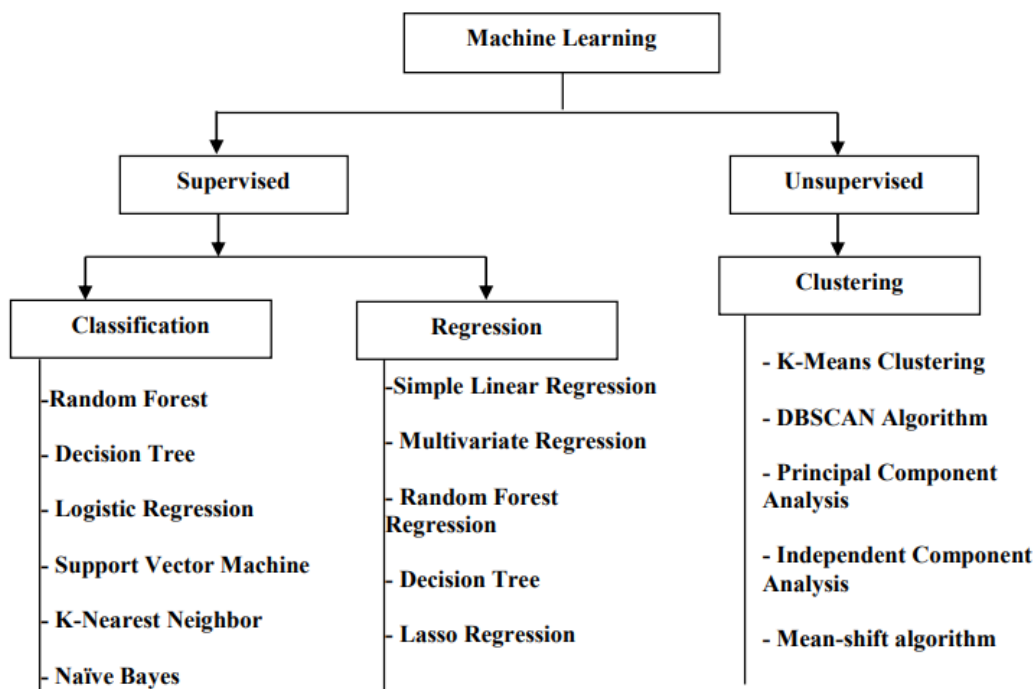 Machine Learning
Supervised
Unsupervised
Classification
-Random Forest
- Decision Tree
- Logistic Regression
- Support Vector Machine
- K-Nearest Neighbor
- Naïve Bayes
Regression
-Simple Linear Regression
- Multivariate Regression
- Random Forest
Regression
- Decision Tree
- Lasso Regression
Clustering
- K-Means Clustering
- DBSCAN Algorithm
- Principal Component
Analysis
- Independent Component
Analysis
- Mean-shift algorithm